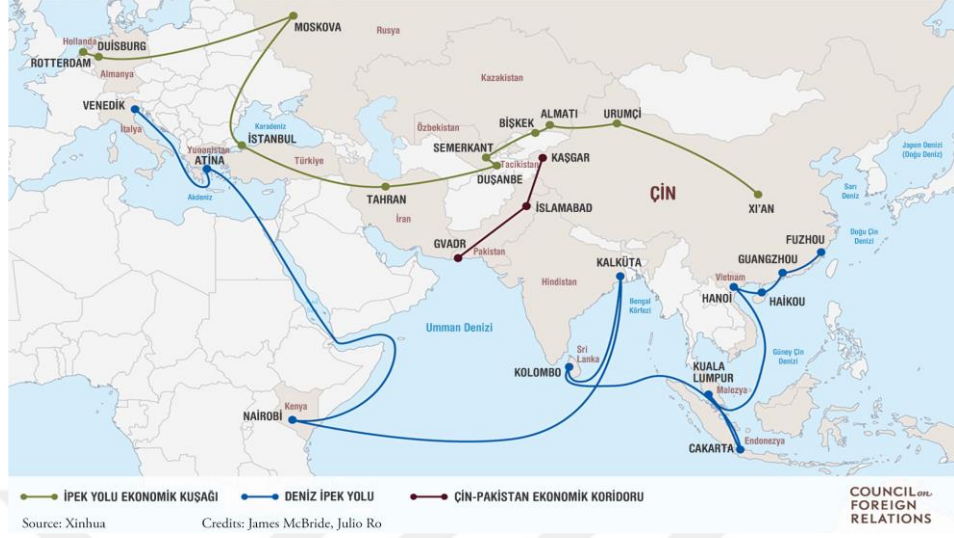 MOSKOVA
Rusya
Hollanda
DUİSBURG
ROTTERDAM
Almanya
Kazakistan
VENEDİK
ALMATI
URUMÇİ
BİŞKEK
İtalya
Karadeniz
Özbekistan
İSTANBUL
SEMERKANT
Japon Denizi
(Doğu Deniz)
Yunanistan
ATİNA
Türkiye
Tacikistan
KAŞGAR
DUŞANBE
Akdeniz
TAHRAN
ÇİN
Sarı
Deniz
XI'AN
İSLAMABAD
İran
Doğu Çin
Denizi
GVADR
Pakistan
FUZHOU
GUANGZHOU
KALKÜTA
Vietnam
Hindistan
HANOİ
HAİKOU
Bengal
Körfezi
Umman Denizi
Sri
Lanka
Güney Çin
Denizi
KOLOMBO
KUALA
LUMPUR
Malezya
Kenya
NAİROBİ
CAKARTA
Endonezya
İPEK YOLU EKONOMİK KUŞAĞI
DENİZ İPEK YOLU
ÇİN-PAKİSTAN EKONOMİK KORİDORU
COUNCIL on
FOREIGN
RELATIONS
Source: Xinhua
Credits: James McBride, Julio Ro